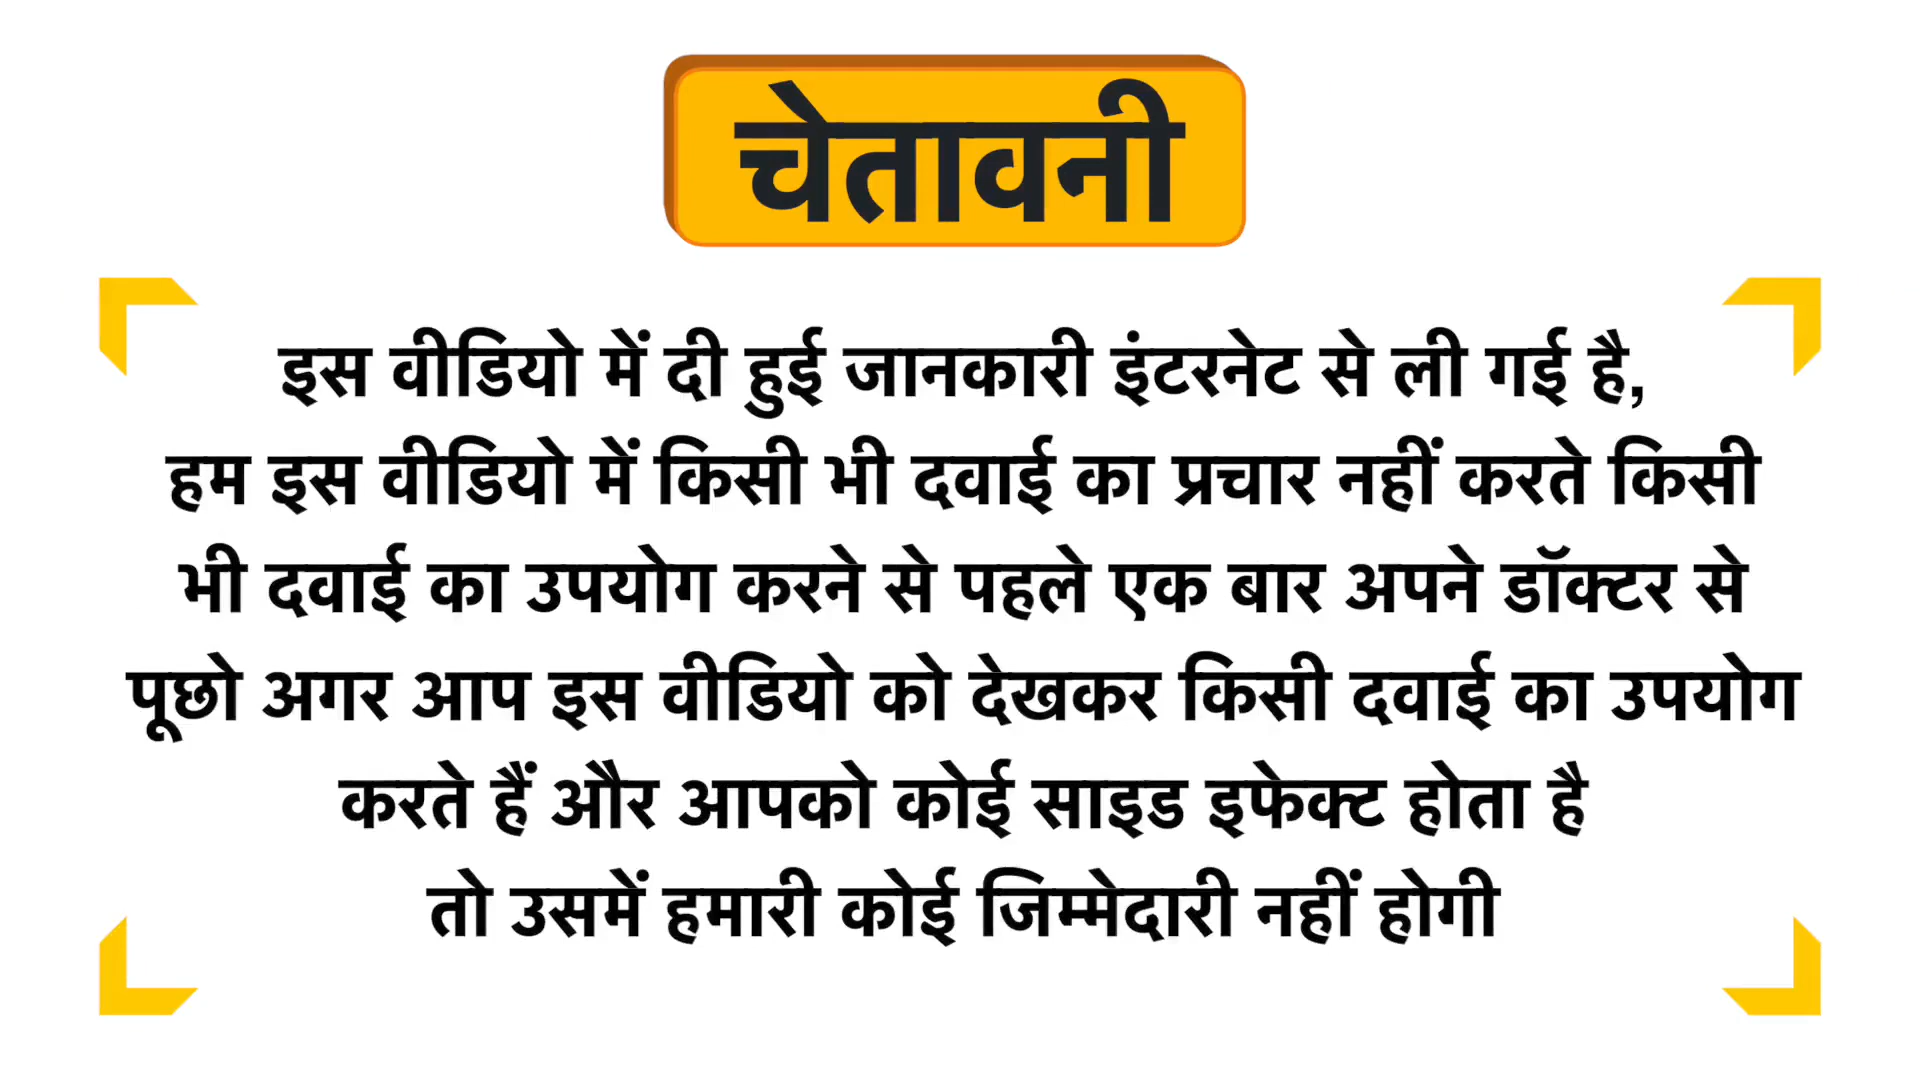 चेतावनी
इस वीडियो में दी हुई जानकारी इंटरनेट से ली गई है,
हम इस वीडियो में किसी भी दवाई का प्रचार नहीं करते किसी
भी दवाई का उपयोग करने से पहले एक बार अपने डॉक्टर से
पूछो अगर आप इस वीडियो को देखकर किसी दवाई का उपयोग
करते हैं और आपको कोई साइड इफेक्ट होता है
तो उसमें हमारी कोई जिम्मेदारी नहीं होगी